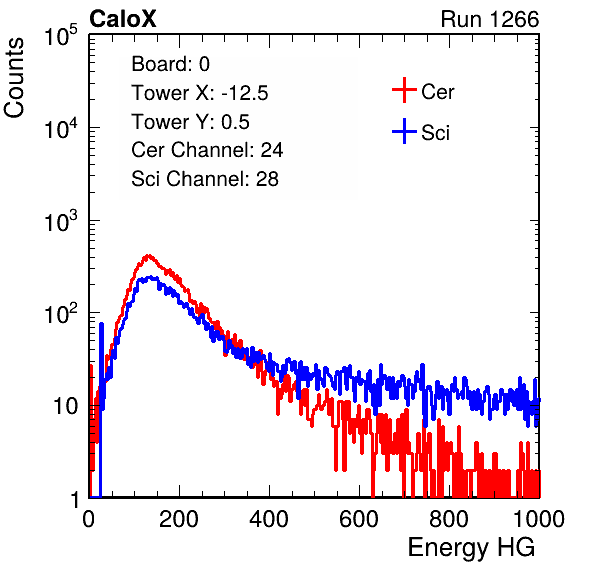 CaloX Run 1266
Counts
Board: 0
Tower X: -12.5
Tower Y: 0.5
Cer Channel: 24
Sci Channel: 28
Cer
Sci
10^5
10^4
10^3
10^2
10
1
0 200 400 600 800 1000
Energy HG